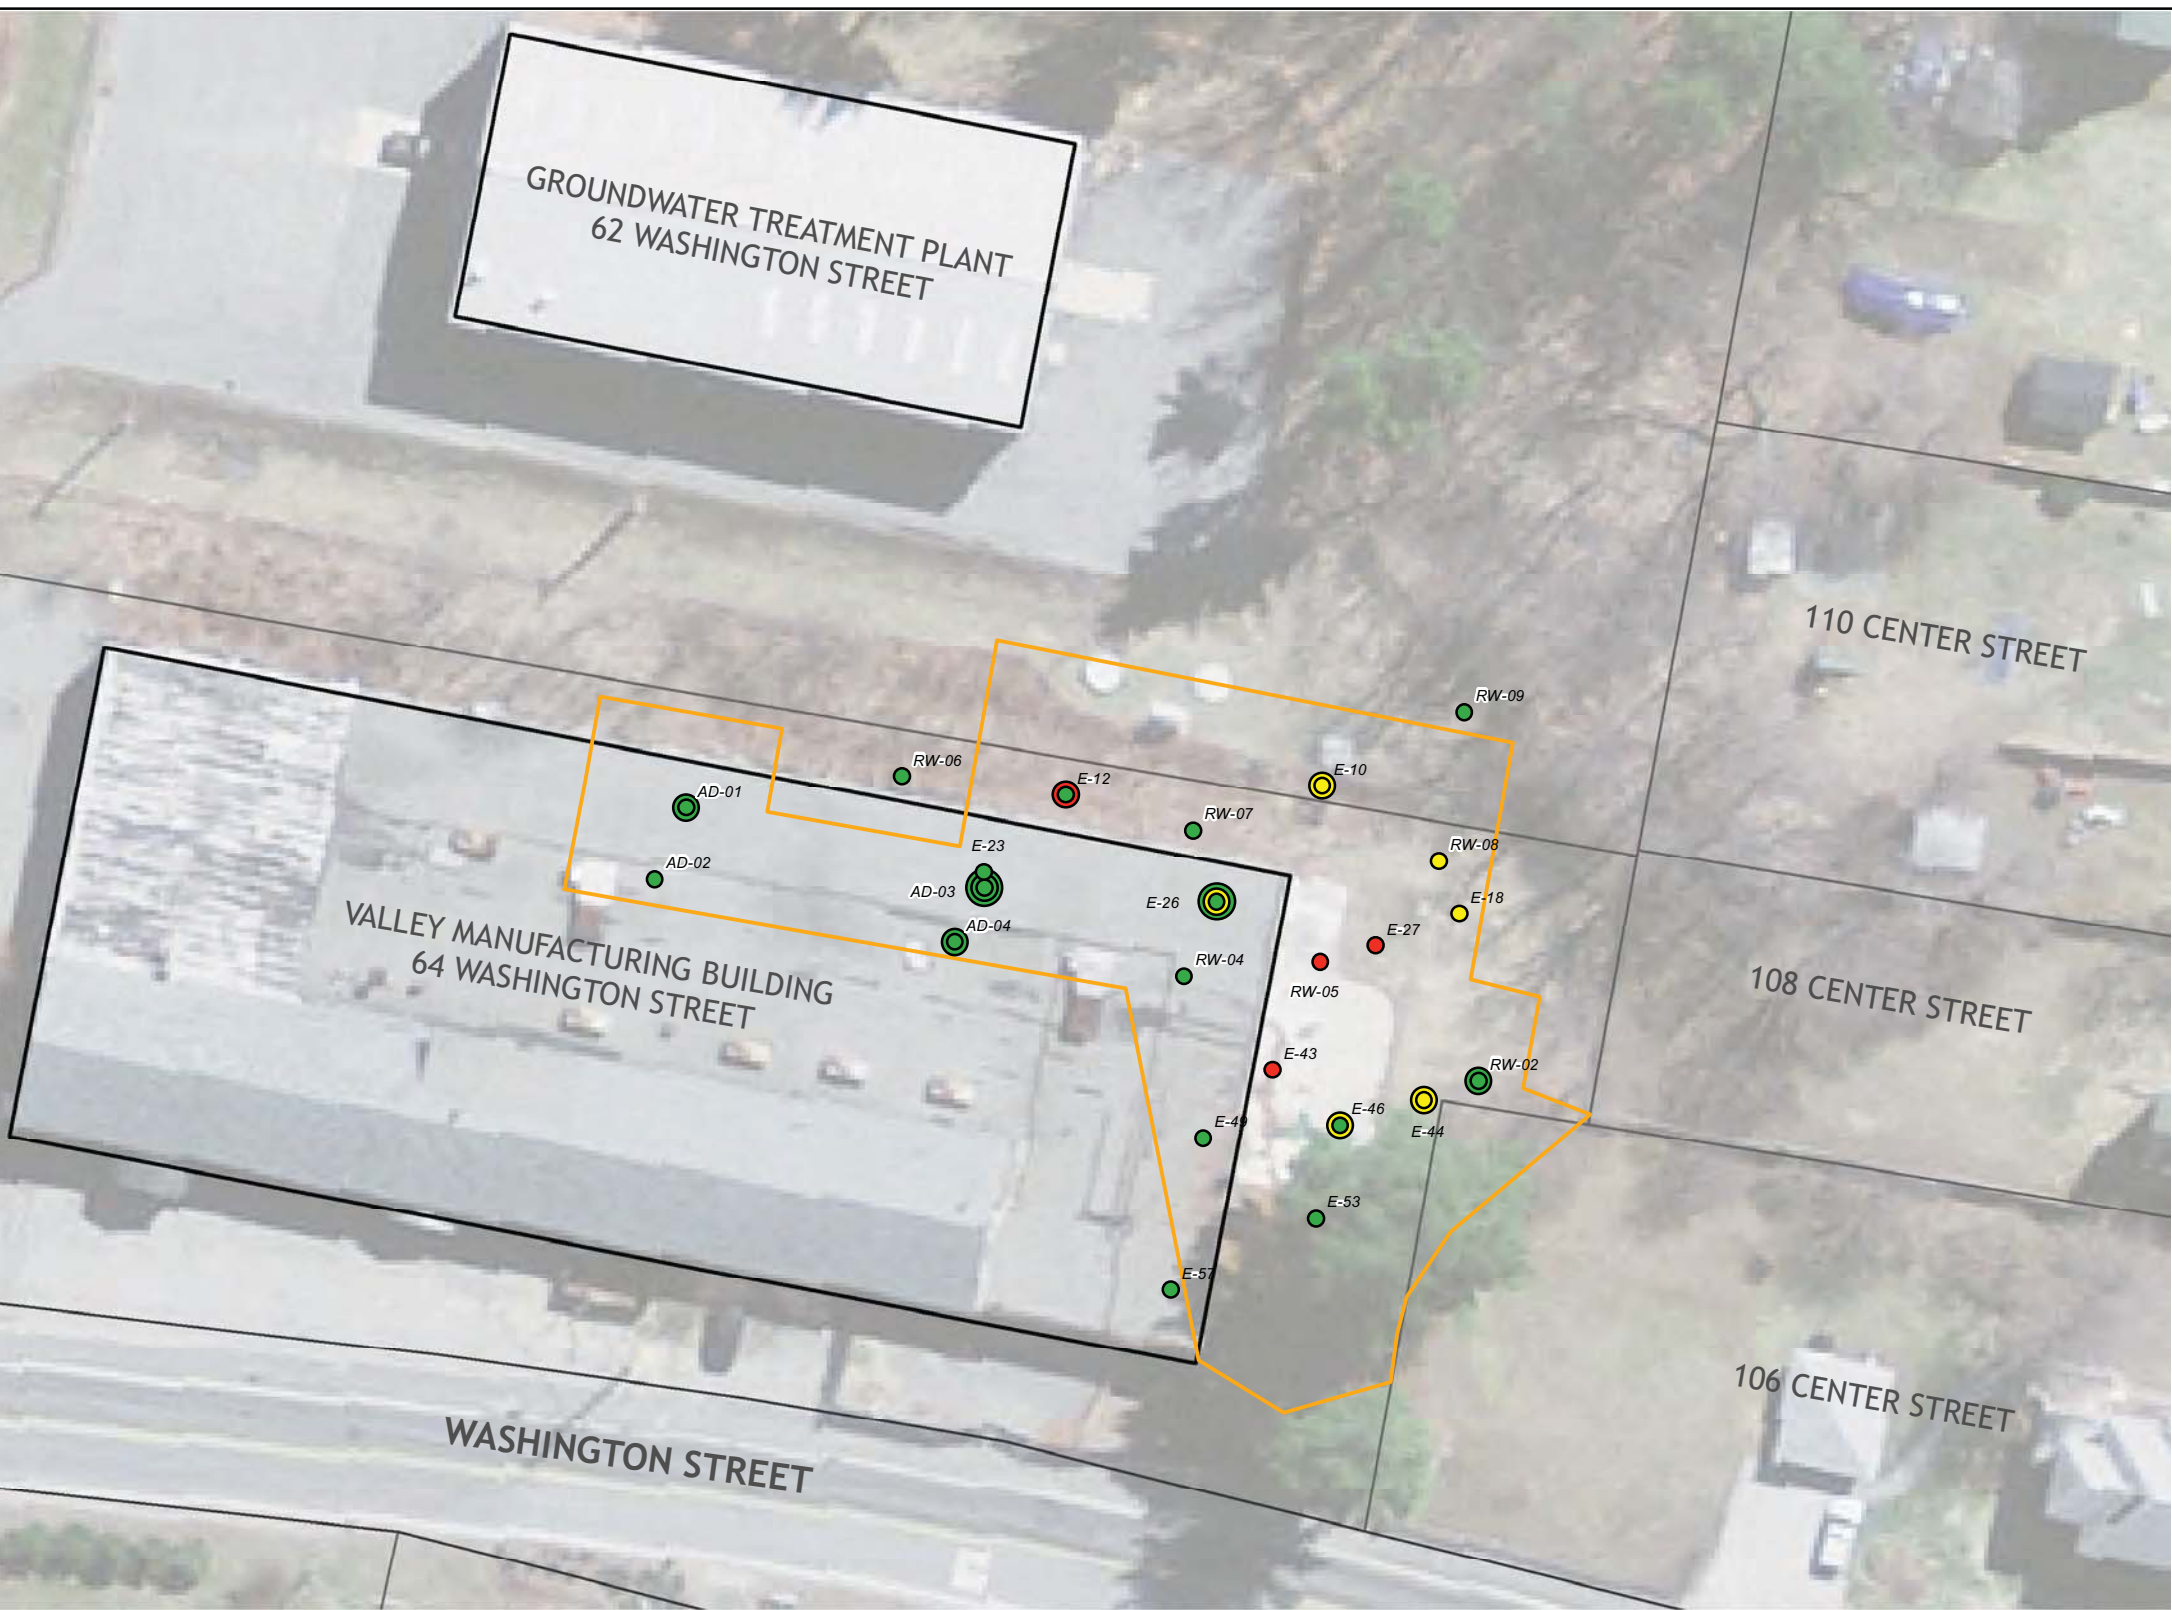 GROUNDWATER TREATMENT PLANT
62 WASHINGTON STREET
110 CENTER STREET
RW-09
RW-06
E-12
E-10
AD-01
RW-07
E-23
RW-08
AD-02
AD-03
E-26
E-18
AD-04
E-27
VALLEY MANUFACTURING BUILDING
64 WASHINGTON STREET
RW-04
RW-05
108 CENTER STREET
E-43
RW-02
E-46
E-49
E-44
E-53
E-57
106 CENTER STREET
WASHINGTON STREET